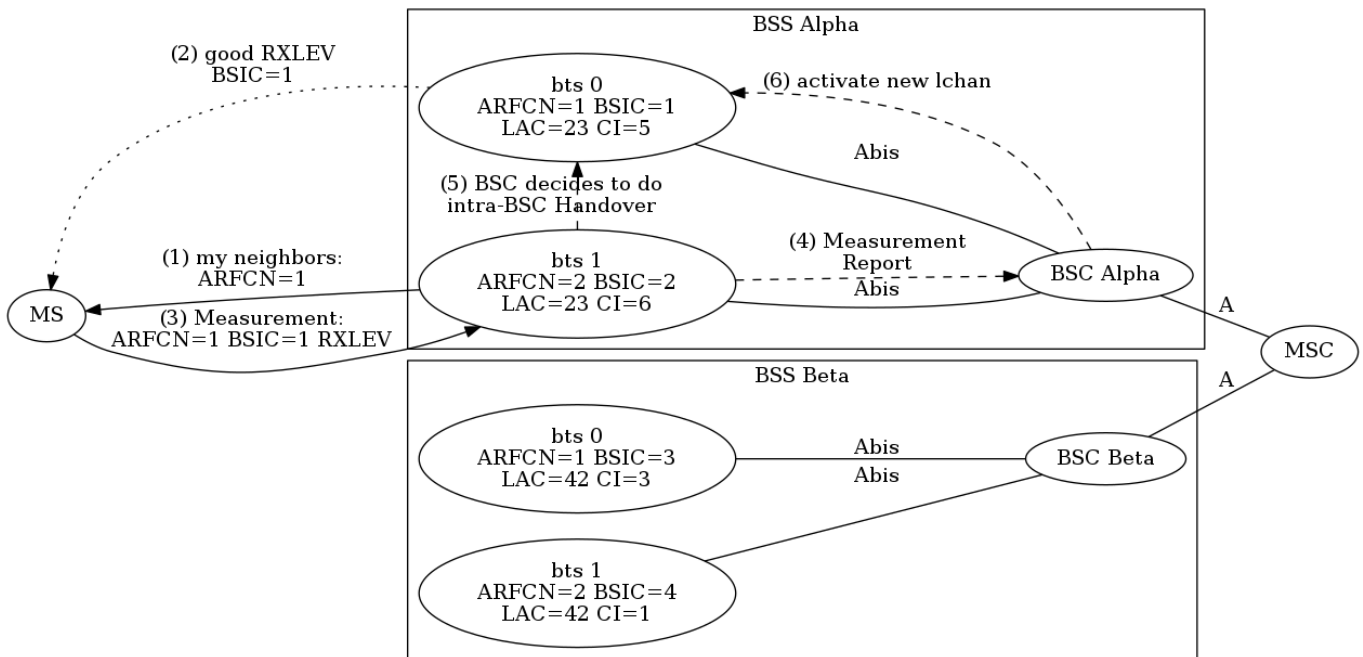 BSS Alpha
(2) good RXLEV
BSIC=1
bts 0
ARFCN=1 BSIC=1
LAC=23 CI=5
(6) activate new lchan
Abis
(5) BSC decides to do
intra-BSC Handover
(1) my neighbors:
ARFCN=1
bts 1
ARFCN=2 BSIC=2
LAC=23 CI=6
(4) Measurement
Report
Abis
BSC Alpha
MS
(3) Measurement:
ARFCN=1 BSIC=1 RXLEV
A
MSC
A
BSS Beta
bts 0
ARFCN=1 BSIC=3
LAC=42 CI=3
Abis
Abis
BSC Beta
bts 1
ARFCN=2 BSIC=4
LAC=42 CI=1